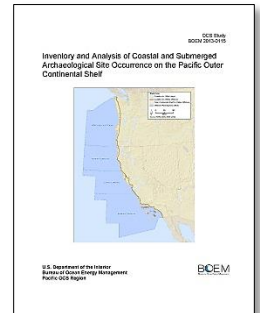 OCS Study
BOEM 2013-0115
Inventory and Analysis of Coastal and Submerged
Archaeological Site Occurrence on the Pacific Outer
Continental Shelf
U.S. Department of the Interior
Bureau of Ocean Energy Management
Pacific OCS Region
BOEM